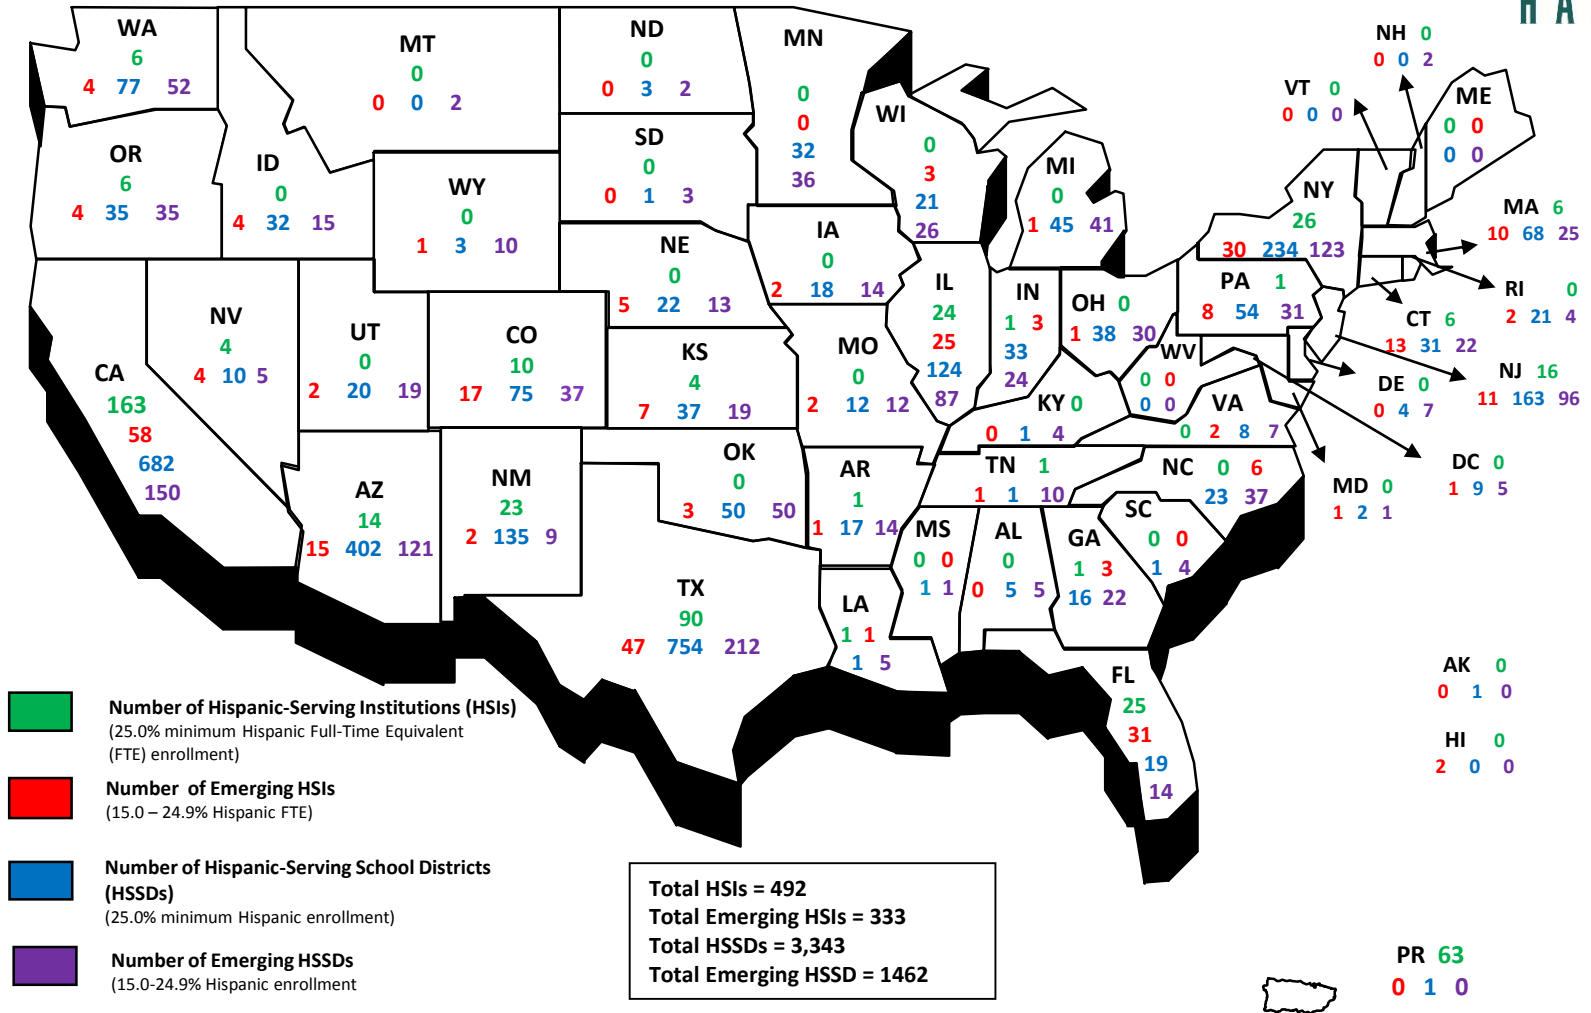 H A
WA
6
4 77 52
MT
0
0 0 2
ND
0
0 3 2
MN
0
0
32
36
NH 0
0 0 2
VT 0
0 0 0
ME
0 0
0 0
OR
6
4 35 35
ID
0
4 32 15
WY
0
1 3 10
SD
0
0 1 3
WI
0
3
21
26
MI
0
1 45 41
NY
26
30 234 123
MA 6
10 68 25
NE
0
5 22 13
IA
0
2 18 14
IL
24
25
124
87
IN
1 3
33
24
OH 0
1 38 30
PA 1
8 54 31
RI 0
2 21 4
CT 6
13 31 22
NJ 16
11 163 96
DE 0
0 4 7
CA
163
58
682
150
NV
4
4 10 5
UT
0
2 20 19
CO
10
17 75 37
KS
4
7 37 19
MO
0
2 12 12
KY 0
0 1 4
WV
0 0
0 0
VA
0 2 8 7
DC 0
1 9 5
MD 0
1 2 1
AZ
14
15 402 121
NM
23
2 135 9
OK
0
3 50 50
AR
1
1 17 14
TN 1
1 1 10
NC 0 6
23 37
SC
0 0
1 4
MS
0 0
1 1
AL
0
0 5 5
GA
1 3
16 22
TX
90
47 754 212
LA
1 1
1 5
FL
25
31
19
14
AK 0
0 1 0
HI 0
2 0 0
PR 63
0 1 0
Number of Hispanic-Serving Institutions (HSIs)
(25.0% minimum Hispanic Full-Time Equivalent
(FTE) enrollment)
Number of Emerging HSIs
(15.0 – 24.9% Hispanic FTE)
Number of Hispanic-Serving School Districts
(HSSDs)
(25.0% minimum Hispanic enrollment)
Number of Emerging HSSDs
(15.0-24.9% Hispanic enrollment
Total HSIs = 492
Total Emerging HSIs = 333
Total HSSDs = 3,343
Total Emerging HSSD = 1462